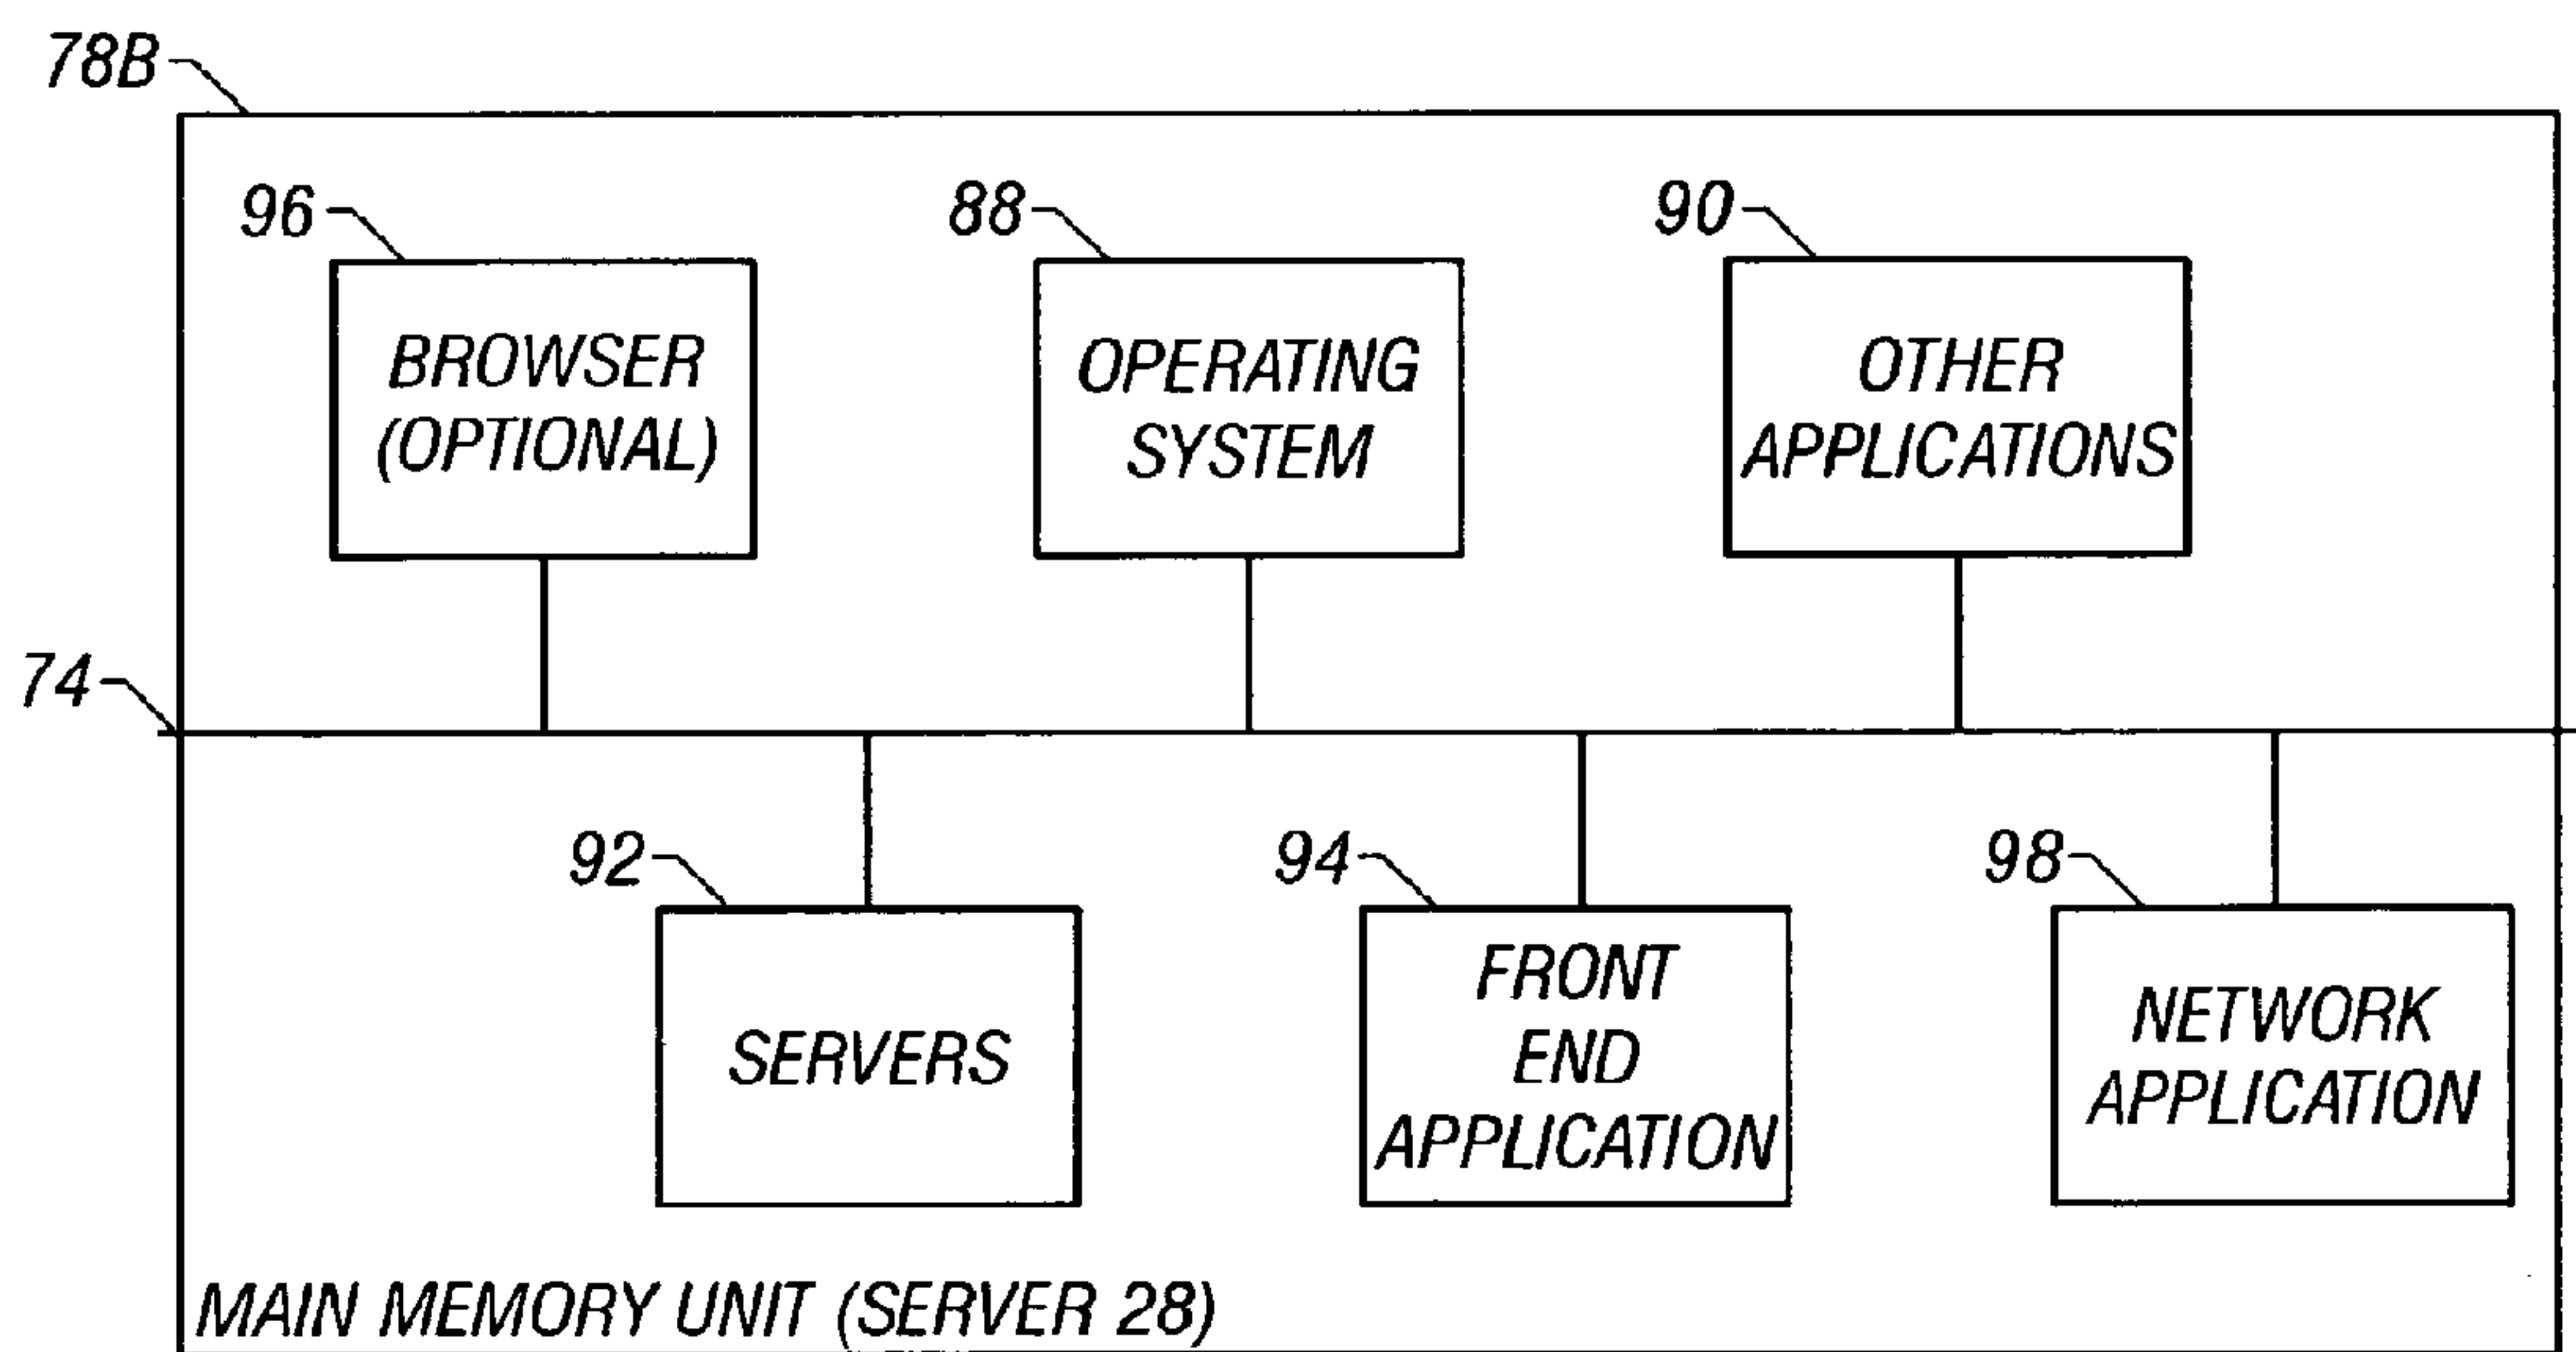 78B
96
88
90
BROWSER
(OPTIONAL)
OPERATING
SYSTEM
OTHER
APPLICATIONS
74
92
94
98
SERVERS
FRONT
END
APPLICATION
NETWORK
APPLICATION
MAIN MEMORY UNIT (SERVER 28)